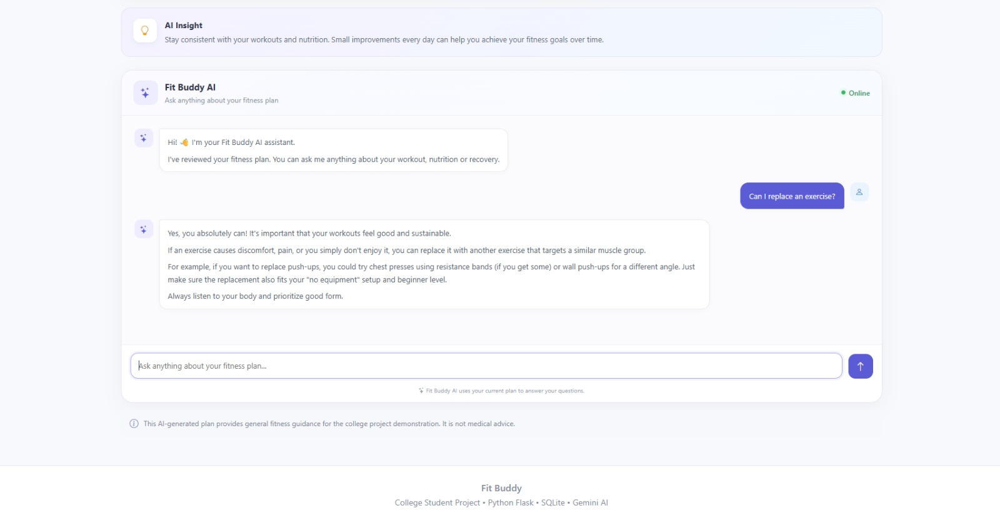 AI Insight
Stay consistent with your workouts and nutrition. Small improvements every day can help you achieve your fitness goals over time.
Fit Buddy AI
Ask anything about your fitness plan
Online
Hi! 👋 I'm your Fit Buddy AI assistant.
I've reviewed your fitness plan. You can ask me anything about your workout, nutrition or recovery.
Can I replace an exercise?
Yes, you absolutely can! It's important that your workouts feel good and sustainable.
If an exercise causes discomfort, pain, or you simply don't enjoy it, you can replace it with another exercise that targets a similar muscle group.
For example, if you want to replace push-ups, you could try chest presses using resistance bands (if you get some) or wall push-ups for a different angle. Just
make sure the replacement also fits your "no equipment" setup and beginner level.
Always listen to your body and prioritize good form.
Ask anything about your fitness plan...
Fit Buddy AI uses your current plan to answer your questions.
This AI-generated plan provides general fitness guidance for the college project demonstration. It is not medical advice.
Fit Buddy
College Student Project • Python Flask • SQLite • Gemini AI